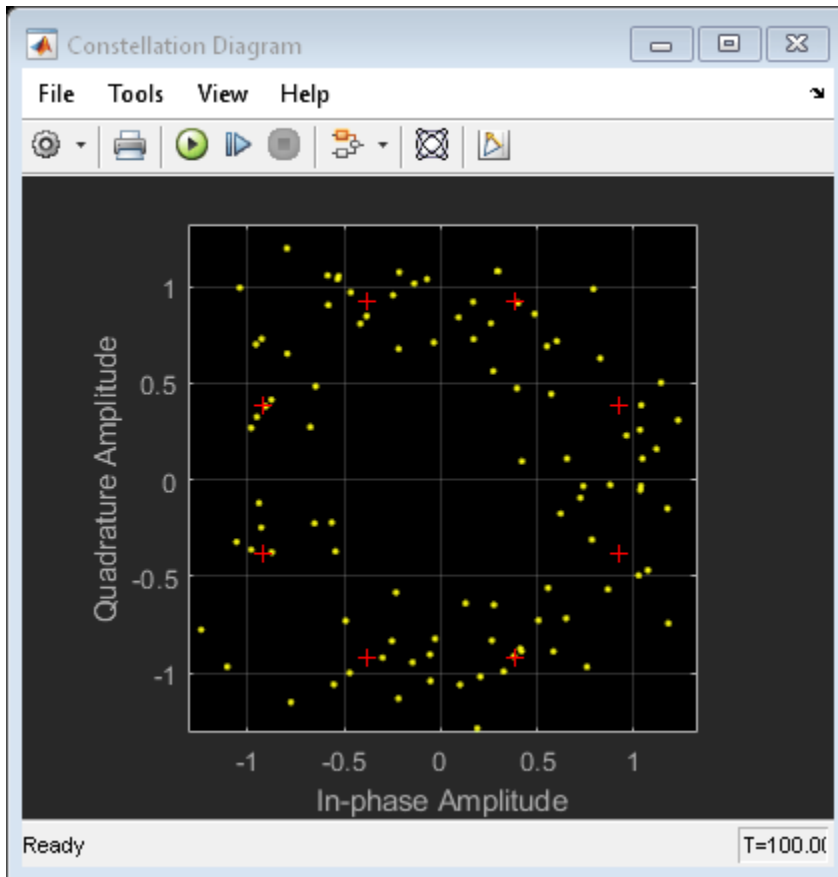 Constellation Diagram
File Tools View Help
1
0.5
0
-0.5
-1
Quadrature Amplitude
-1 -0.5 0 0.5 1
In-phase Amplitude
Ready T=100.00